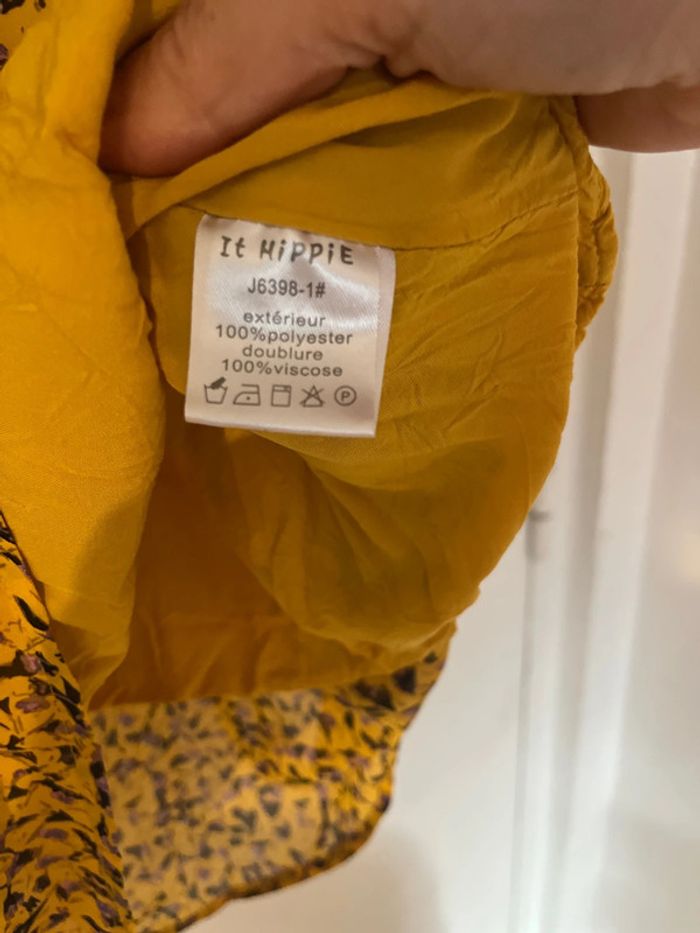 It HiPPiE
J6398-1#
extérieur
100%polyester
doublure
100%viscose
P